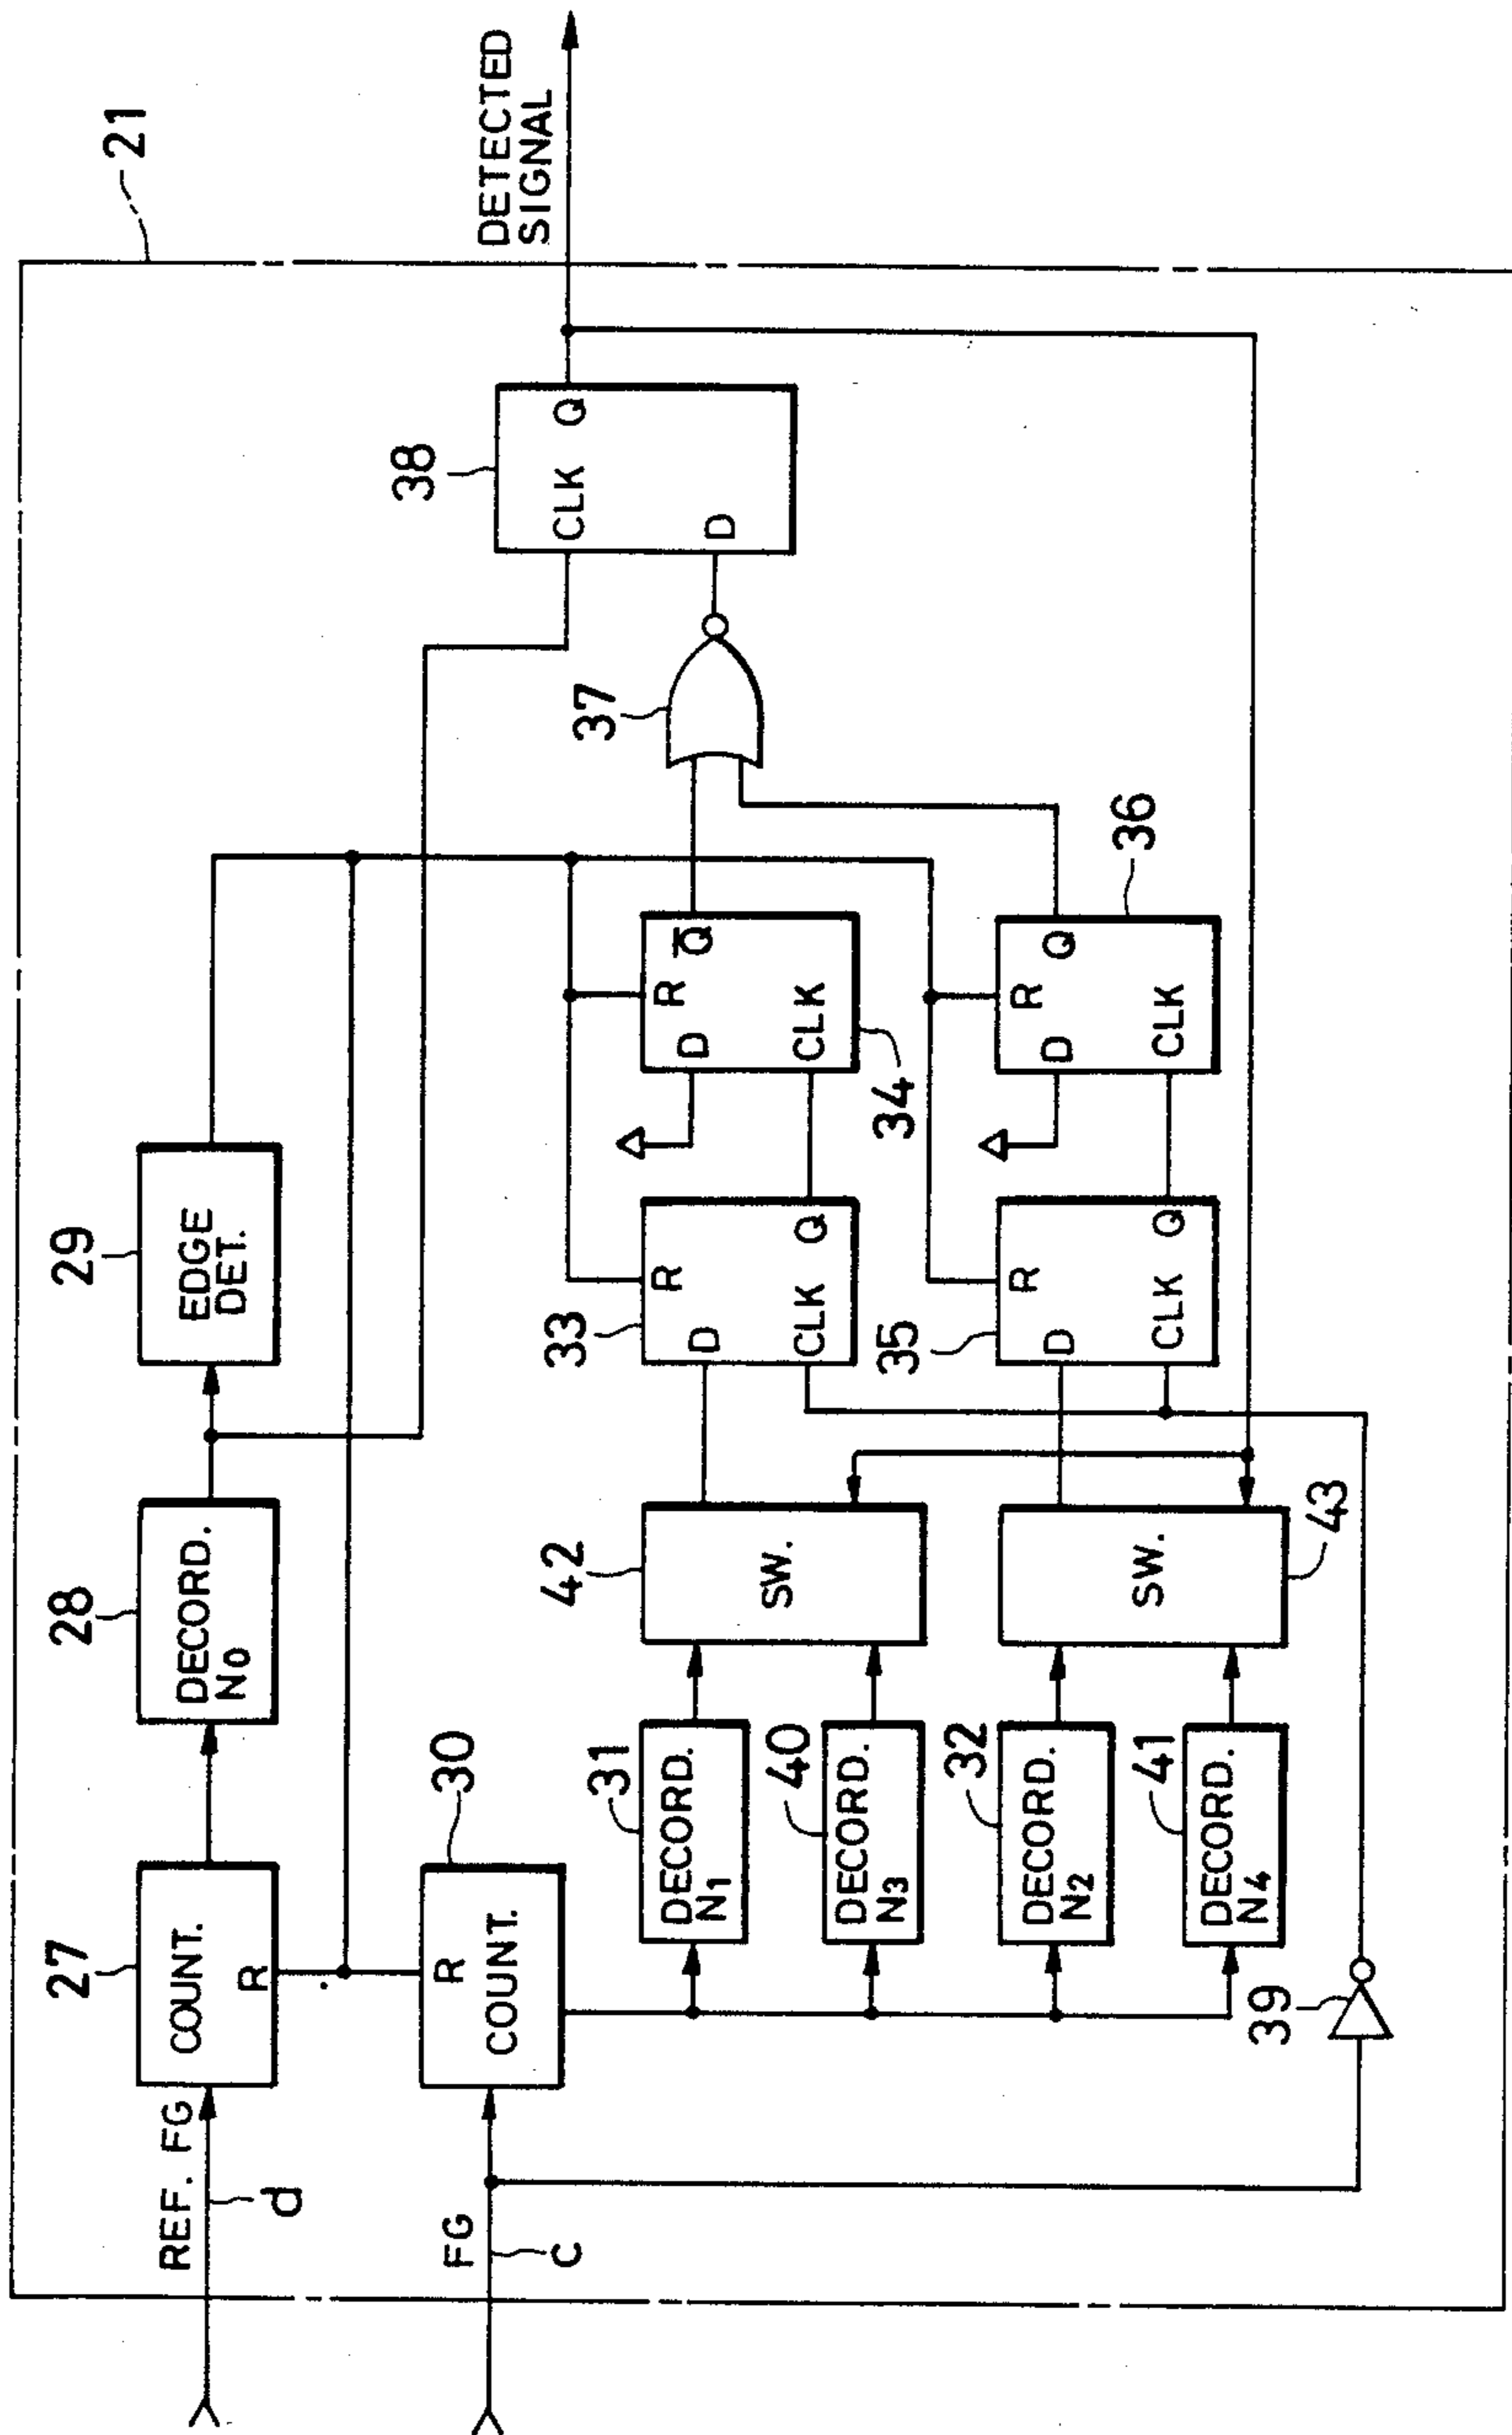 21
REF. FG
d
27
COUNT.
R
28
DECORD.
N0
29
EDGE
DET.
FG
c
30
R
COUNT.
31
DECORD.
N1
40
DECORD.
N3
32
DECORD.
N2
41
DECORD.
N4
39
42
SW.
43
SW.
33
R
D
CLK Q
34
R
D
Q̅
CLK
35
R
D
CLK Q
36
R
D
Q
CLK
37
38
CLK Q
D
DETECTED
SIGNAL